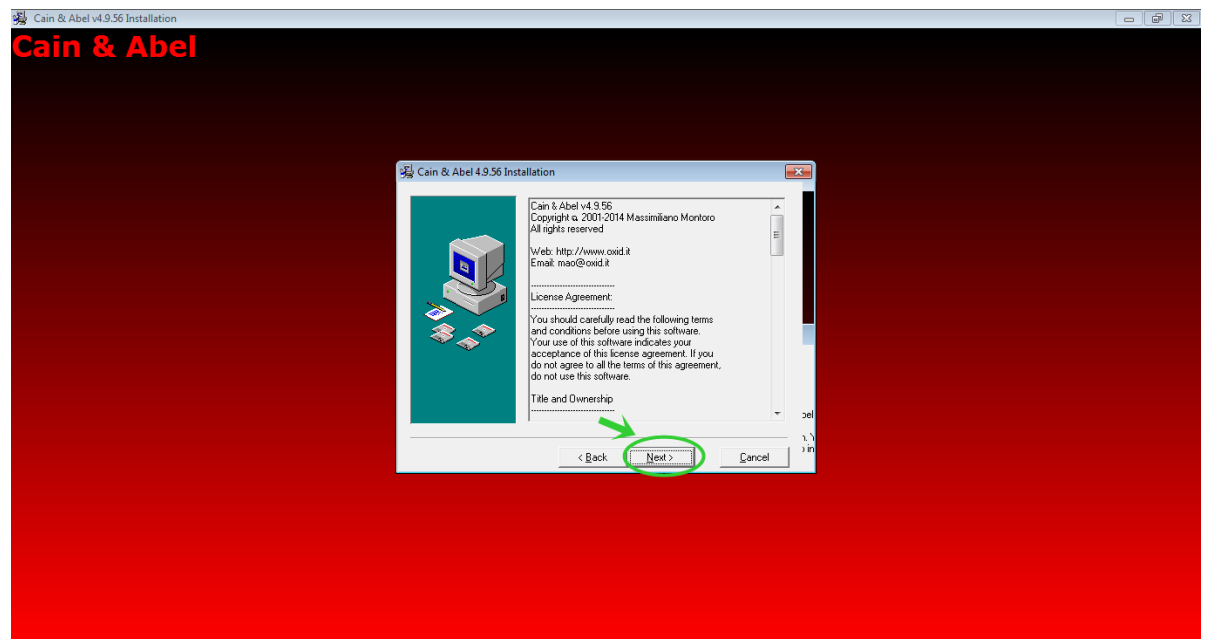 Cain & Abel v4.9.56 Installation
Cain & Abel
Cain & Abel 4.9.56 Installation
Cain & Abel v4.9.56
Copyright 2001-2014 Massimiliano Montoro
All rights reserved
Web: http://www.oxid.it
Email: mao@oxid.it
------------------------------
License Agreement:
------------------------------
You should carefully read the following terms
and conditions before using this software.
Your use of this software indicates your
acceptance of this license agreement. If you
do not agree to all the terms of this agreement,
do not use this software.
Title and Ownership
------------------------------
< Back
Next >
Cancel